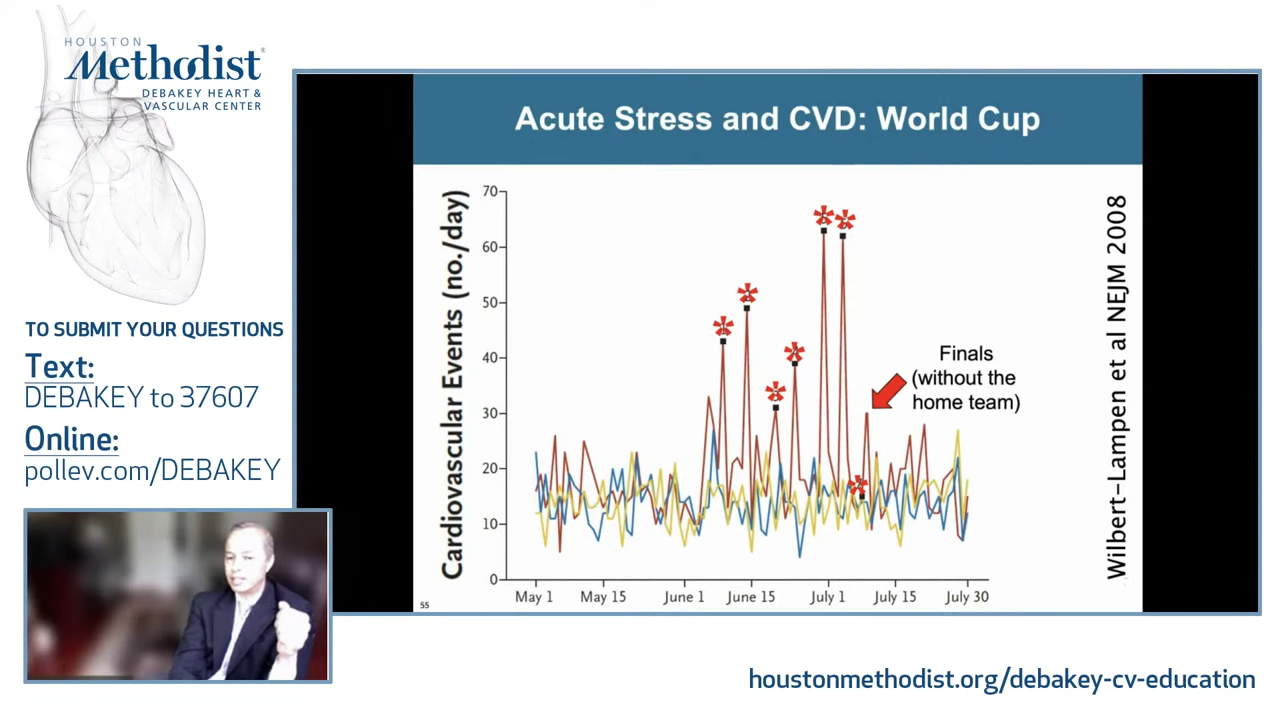 HOUSTON
Methodist®
DEBAKEY HEART &
VASCULAR CENTER
TO SUBMIT YOUR QUESTIONS
Text:
DEBAKEY to 37607
Online:
pollev.com/DEBAKEY
Acute Stress and CVD: World Cup
Cardiovascular Events (no./day)
70
60
50
40
30
20
10
0
May 1
May 15
June 1
June 15
July 1
July 15
July 30
Finals
(without the
home team)
Wilbert-Lampen et al NEJM 2008
55
houstonmethodist.org/debakey-cv-education